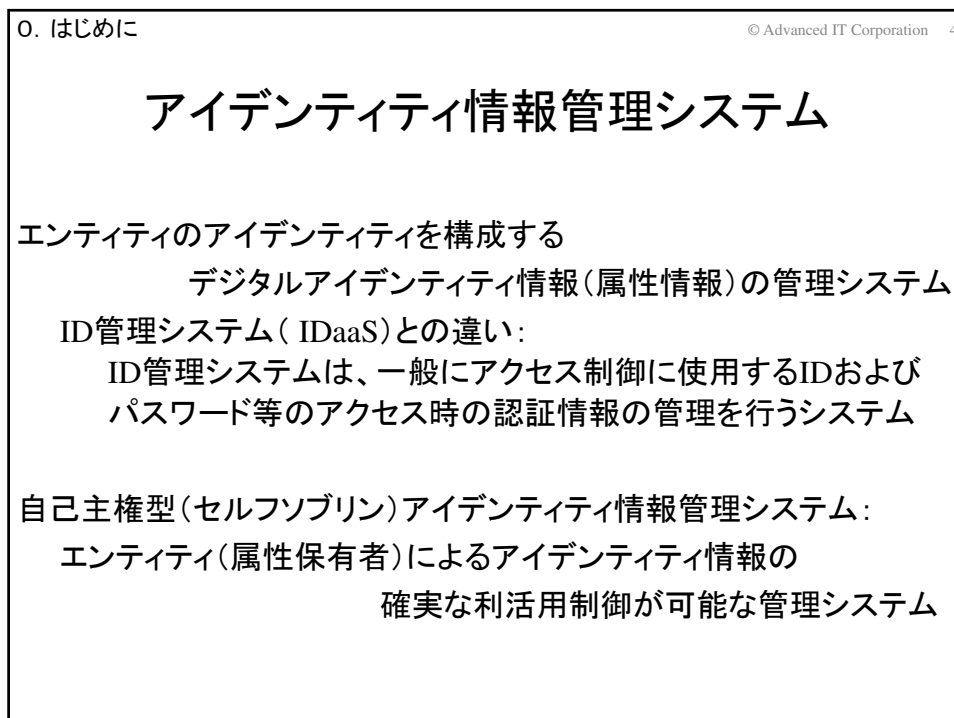 0. はじめに
© Advanced IT Corporation 4
アイデンティティ情報管理システム
エンティティのアイデンティティを構成する
デジタルアイデンティティ情報(属性情報)の管理システム
ID管理システム( IDaaS)との違い:
ID管理システムは、一般にアクセス制御に使用するIDおよび
パスワード等のアクセス時の認証情報の管理を行うシステム
自己主権型(セルフソブリン)アイデンティティ情報管理システム:
エンティティ(属性保有者)によるアイデンティティ情報の
確実な利活用制御が可能な管理システム